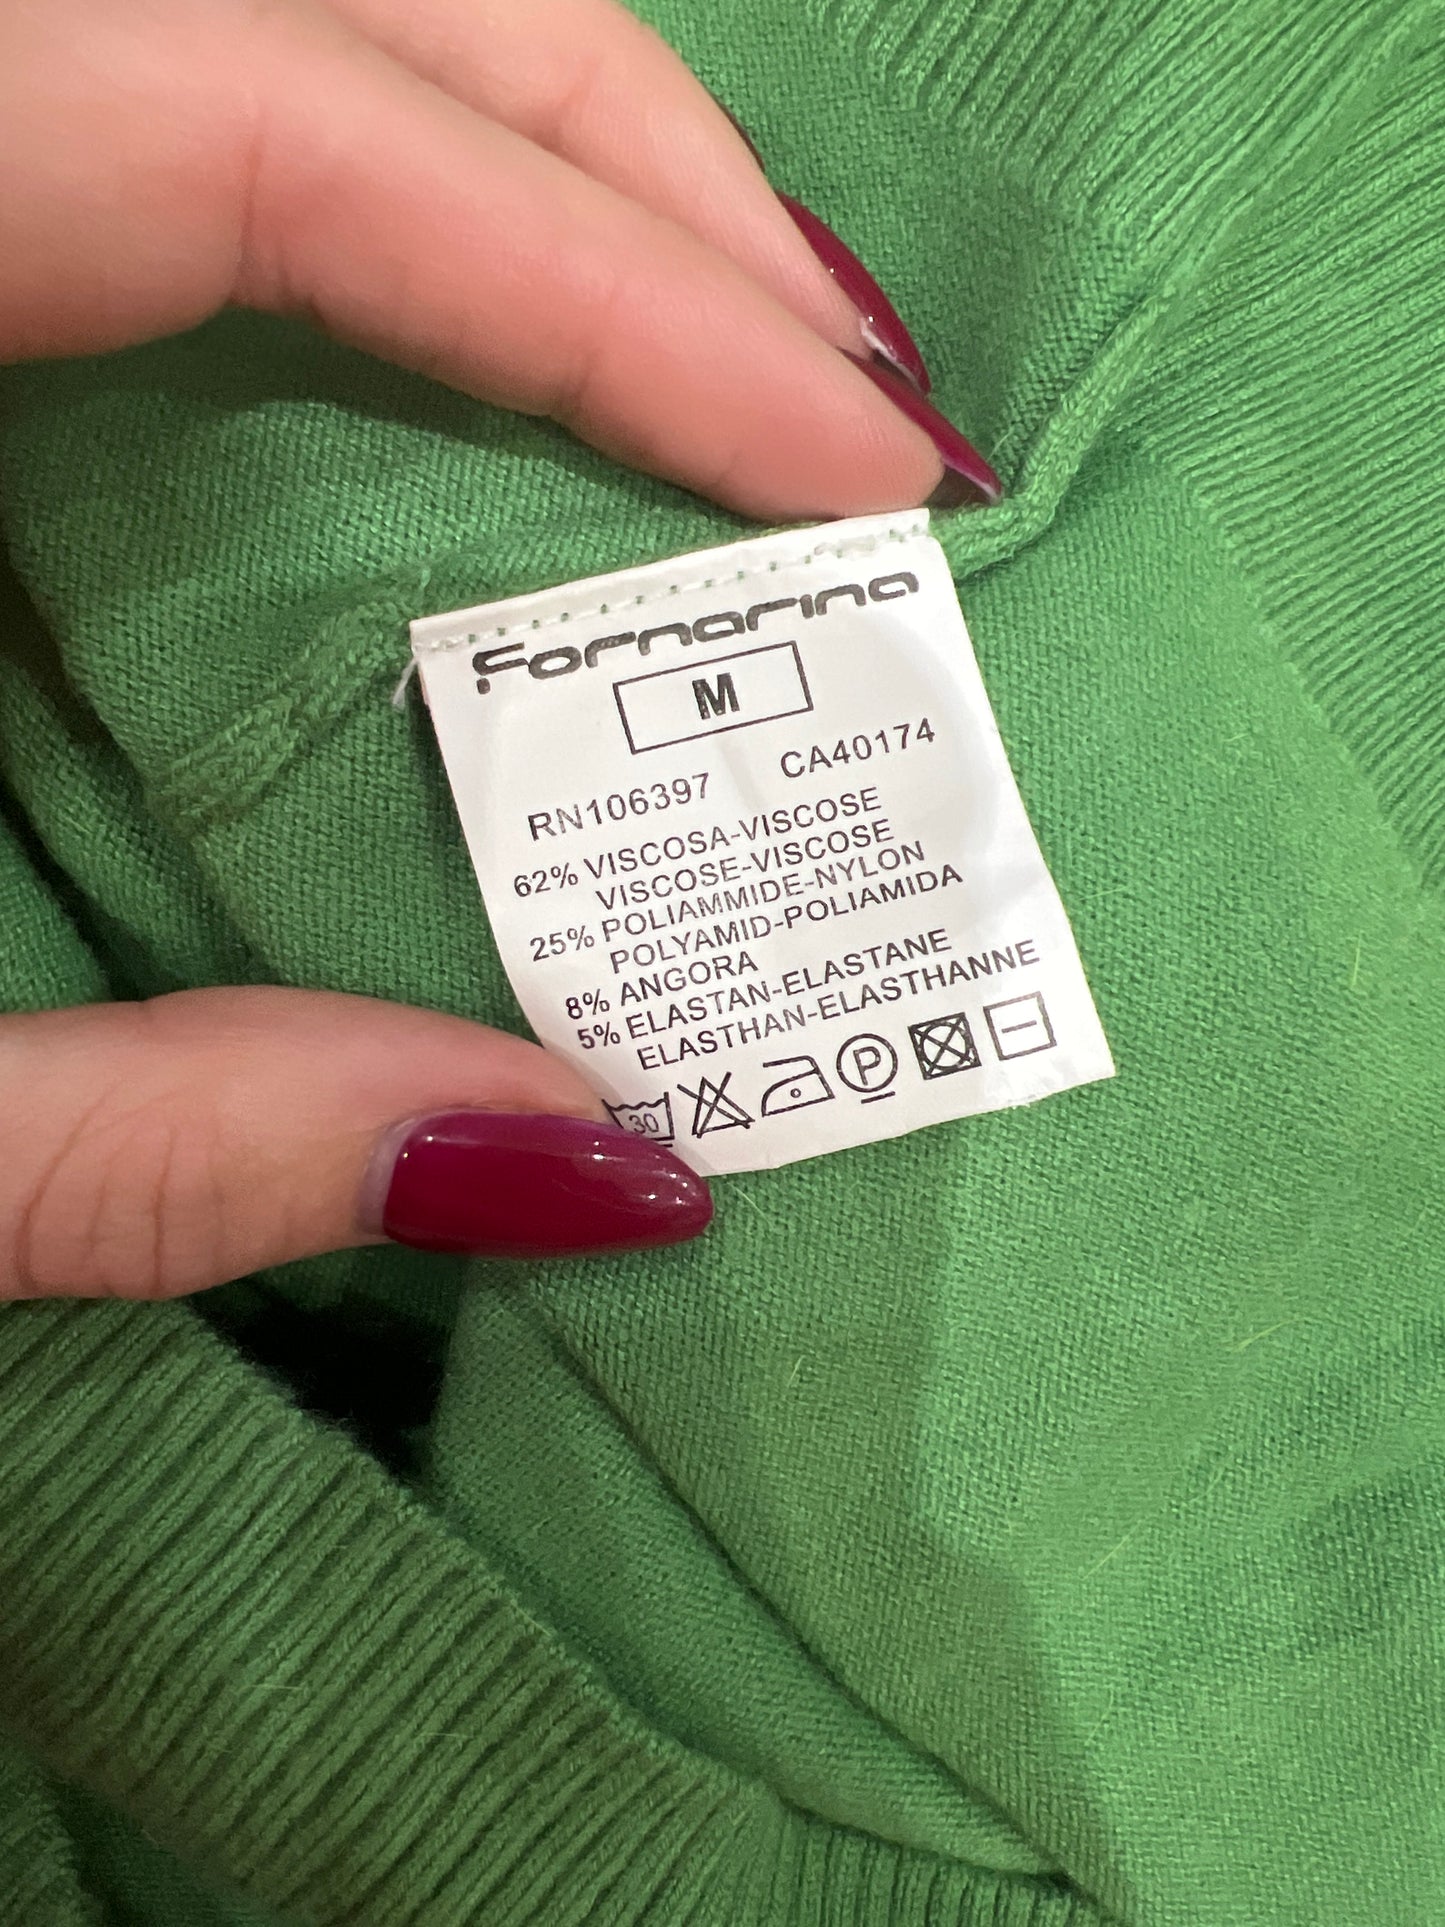 fornarina
M
RN106397 CA40174
62% VISCOSA-VISCOSE
VISCOSE-VISCOSE
25% POLIAMMIDE-NYLON
POLYAMID-POLIAMIDA
8% ANGORA
5% ELASTAN-ELASTANE
ELASTHAN-ELASTHANNE
30 P